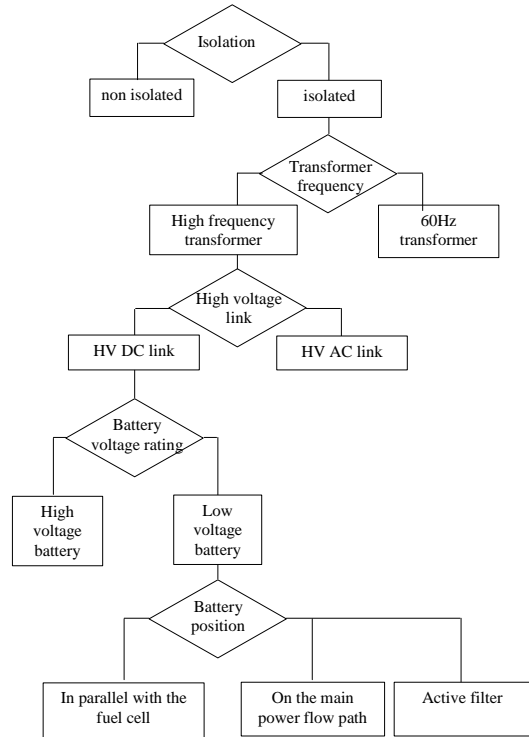 Isolation
non isolated
isolated
Transformer
frequency
High frequency
transformer
60Hz
transformer
High voltage
link
HV DC link
HV AC link
Battery
voltage rating
High
voltage
battery
Low
voltage
battery
Battery
position
In parallel with the
fuel cell
On the main
power flow path
Active filter